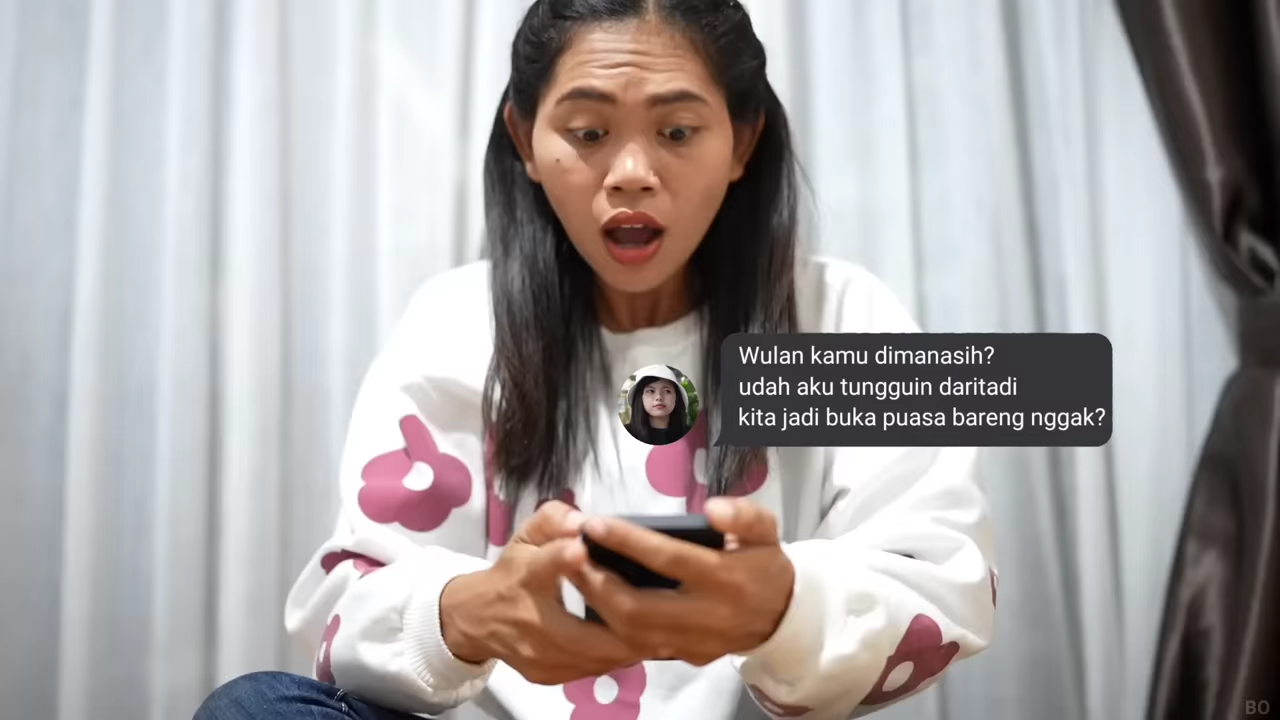 Wulan kamu dimanasih?
udah aku tungguin daritadi
kita jadi buka puasa bareng nggak?
BO